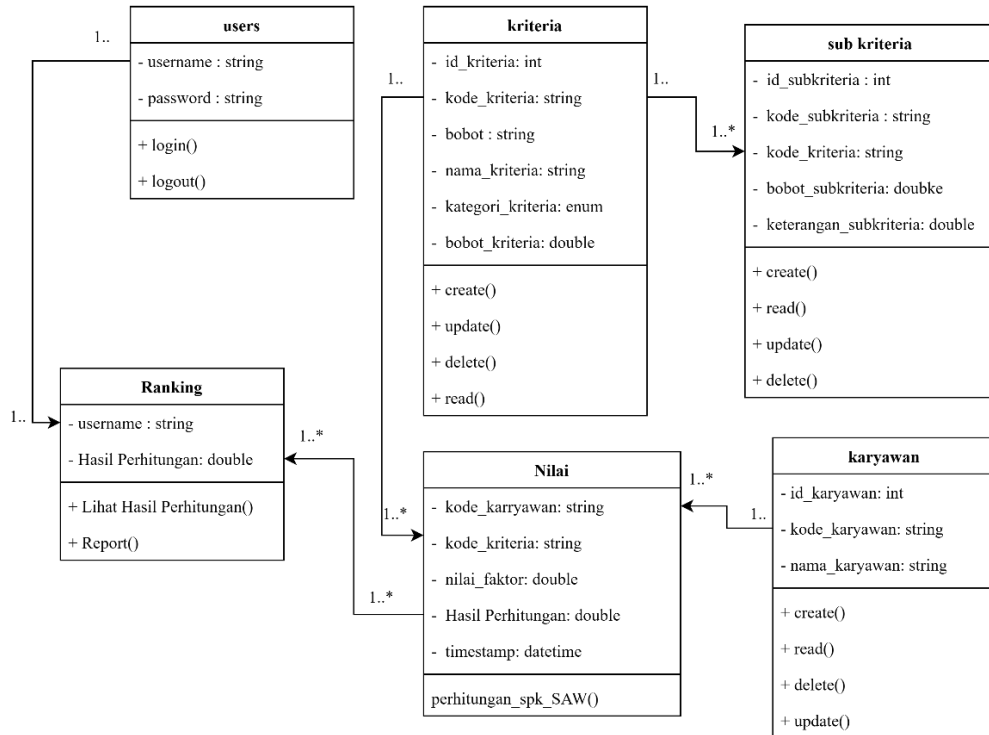 users
- username : string
- password : string
+ login()
+ logout()
1..
1..
kriteria
- id_kriteria: int
- kode_kriteria: string
- bobot : string
- nama_kriteria: string
- kategori_kriteria: enum
- bobot_kriteria: double
+ create()
+ update()
+ delete()
+ read()
1..
1..
1..*
sub kriteria
- id_subkriteria : int
- kode_subkriteria : string
- kode_kriteria: string
- bobot_subkriteria: doubke
- keterangan_subkriteria: double
+ create()
+ read()
+ update()
+ delete()
Ranking
- username : string
- Hasil Perhitungan: double
+ Lihat Hasil Perhitungan()
+ Report()
1..*
1..*
1..*
Nilai
- kode_karryawan: string
- kode_kriteria: string
- nilai_faktor: double
- Hasil Perhitungan: double
- timestamp: datetime
perhitungan_spk_SAW()
1..*
1..
karyawan
- id_karyawan: int
- kode_karyawan: string
- nama_karyawan: string
+ create()
+ read()
+ delete()
+ update()